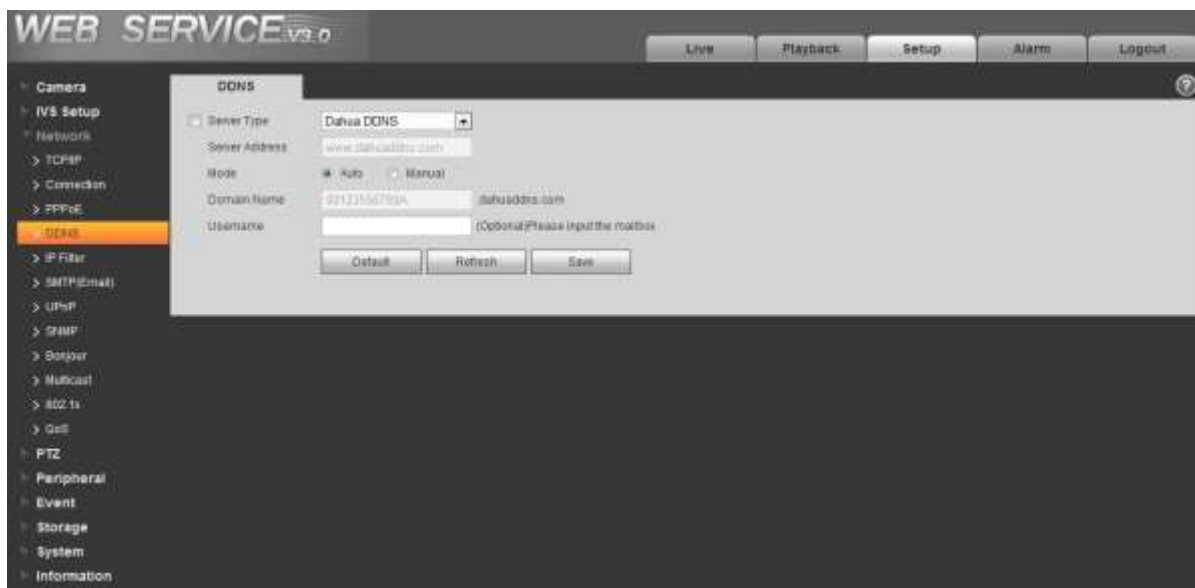 WEB SERVICE V3.0
Live Playback Setup Alarm Logout
Camera
IVS Setup
Network
> TCP/IP
> Connection
> PPPoE
> DDNS
> IP Filter
> SMTP(Email)
> UPnP
> SNMP
> Bonjour
> Multicast
> 802.1x
> QoS
PTZ
Peripheral
Event
Storage
System
Information
DDNS
?
Server Type Dahua DDNS
Server Address www.dahuaddns.com
Mode Auto Manual
Domain Name .dahuaddns.com
Username (Optional)Please input the mailbox
Default Refresh Save